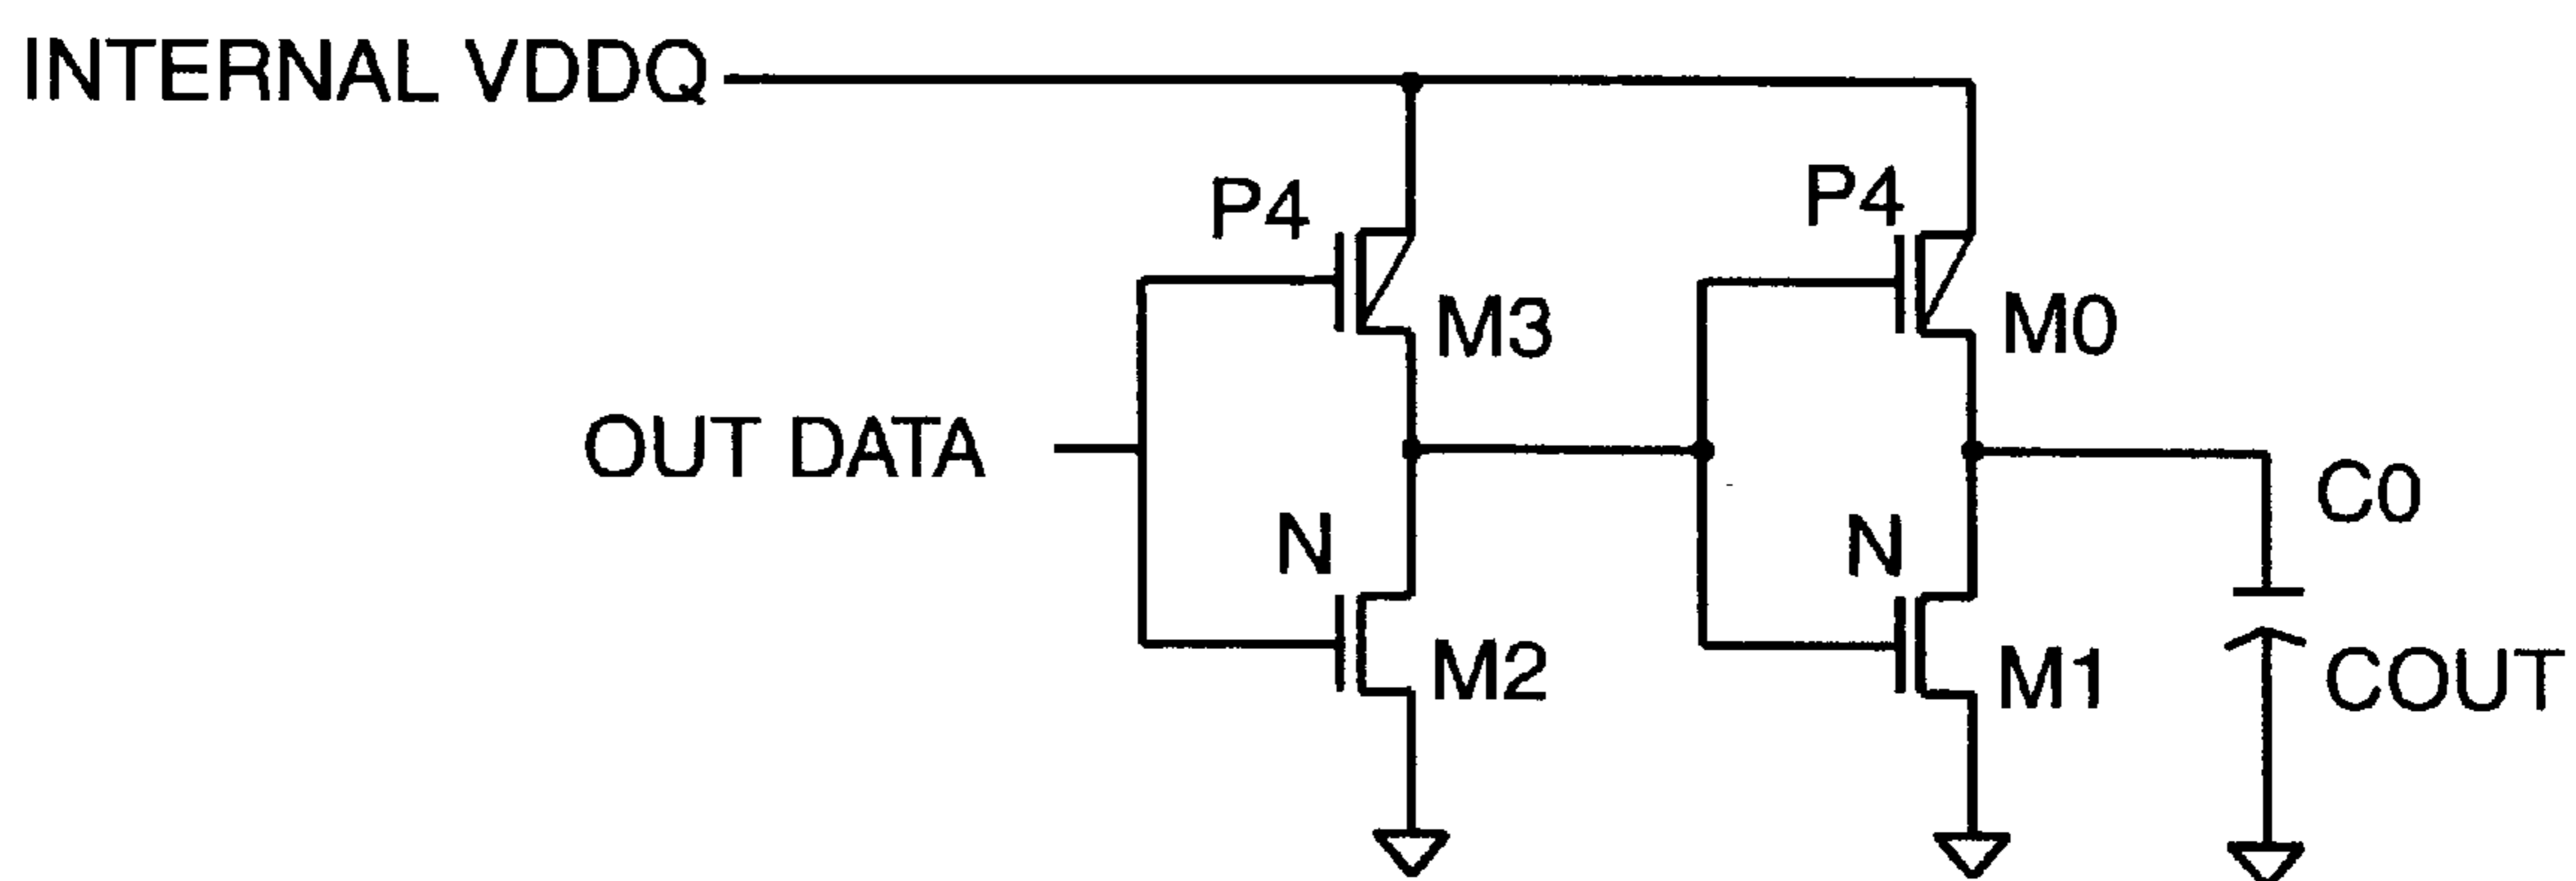 INTERNAL VDDQ
P4
P4
M3
M0
OUT DATA
C0
N
N
M2
M1
COUT